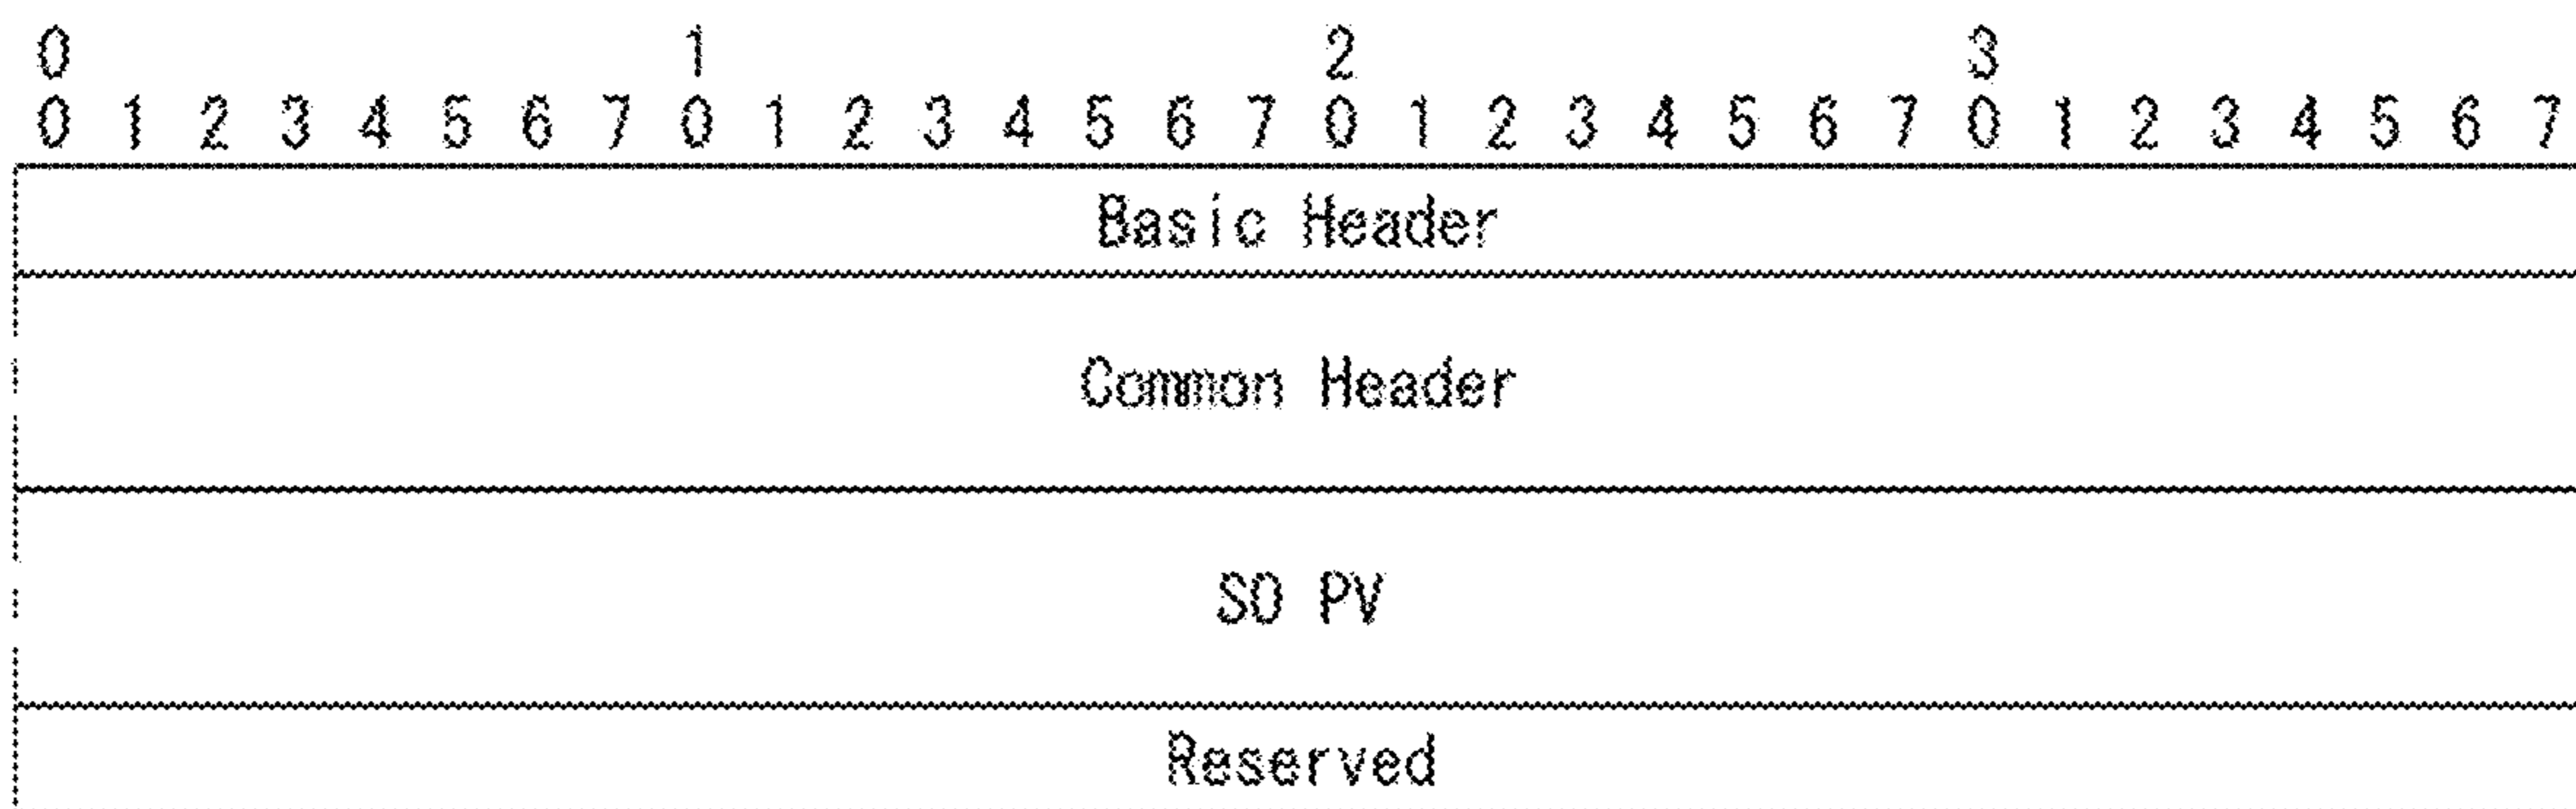 0 1 2 3
0 1 2 3 4 5 6 7 0 1 2 3 4 5 6 7 0 1 2 3 4 5 6 7 0 1 2 3 4 5 6 7
Basic Header
Common Header
SO PV
Reserved